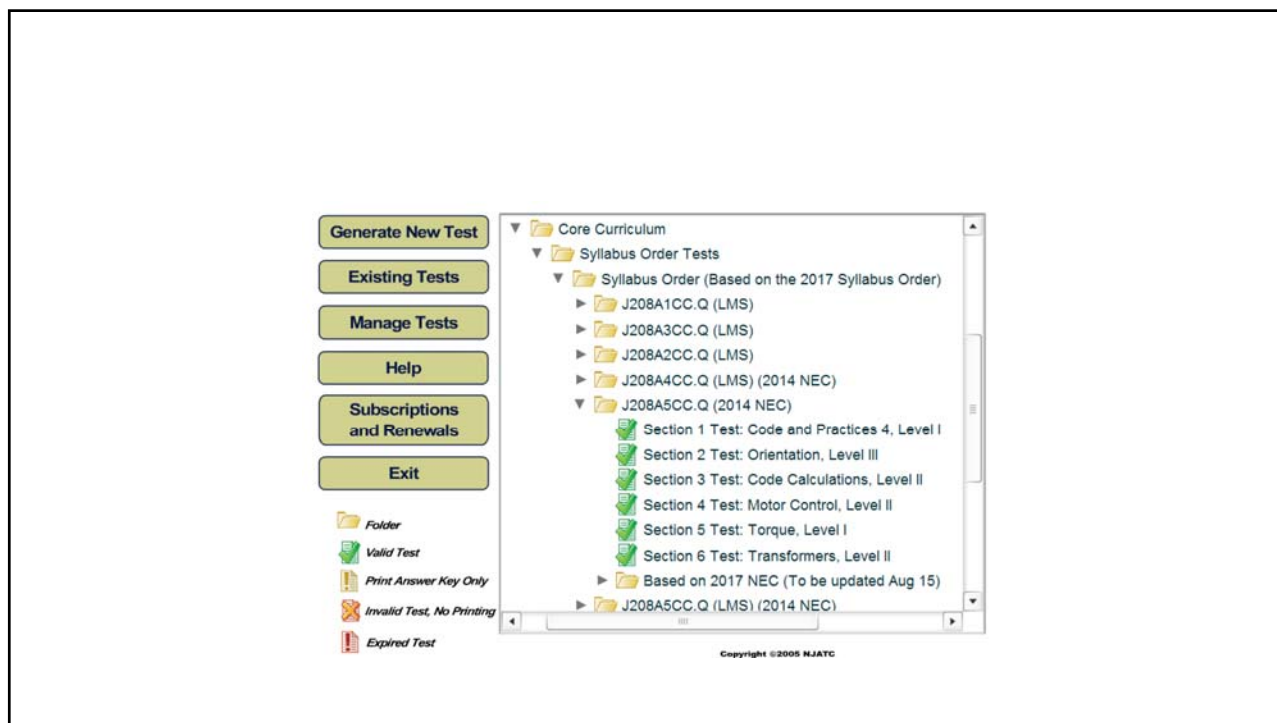 Generate New Test
Existing Tests
Manage Tests
Help
Subscriptions
and Renewals
Exit
Folder
Valid Test
Print Answer Key Only
Invalid Test, No Printing
Expired Test
Core Curriculum
Syllabus Order Tests
Syllabus Order (Based on the 2017 Syllabus Order)
J208A1CC.Q (LMS)
J208A3CC.Q (LMS)
J208A2CC.Q (LMS)
J208A4CC.Q (LMS) (2014 NEC)
J208A5CC.Q (2014 NEC)
Section 1 Test: Code and Practices 4, Level I
Section 2 Test: Orientation, Level III
Section 3 Test: Code Calculations, Level II
Section 4 Test: Motor Control, Level II
Section 5 Test: Torque, Level I
Section 6 Test: Transformers, Level II
Based on 2017 NEC (To be updated Aug 15)
J208A5CC.Q (LMS) (2014 NEC)
Copyright ©2005 NJATC